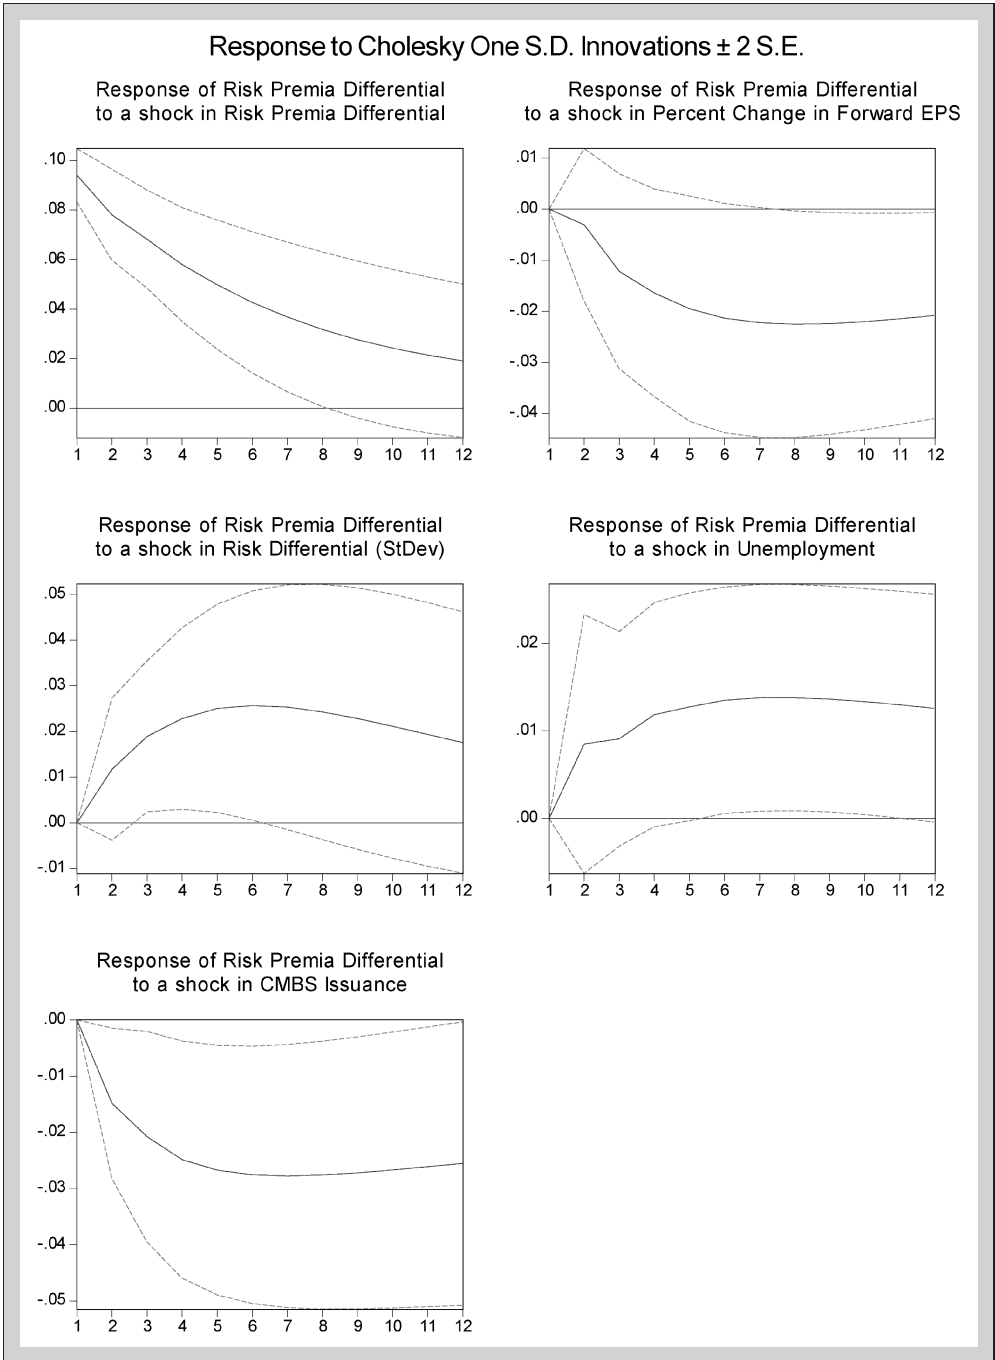 Response to Cholesky One S.D. Innovations ± 2 S.E.
Response of Risk Premia Differential
to a shock in Risk Premia Differential
.10
.08
.06
.04
.02
.00
1 2 3 4 5 6 7 8 9 10 11 12
Response of Risk Premia Differential
to a shock in Percent Change in Forward EPS
.01
.00
-.01
-.02
-.03
-.04
1 2 3 4 5 6 7 8 9 10 11 12
Response of Risk Premia Differential
to a shock in Risk Differential (StDev)
.05
.04
.03
.02
.01
.00
-.01
1 2 3 4 5 6 7 8 9 10 11 12
Response of Risk Premia Differential
to a shock in Unemployment
.02
.01
.00
1 2 3 4 5 6 7 8 9 10 11 12
Response of Risk Premia Differential
to a shock in CMBS Issuance
.00
-.01
-.02
-.03
-.04
-.05
1 2 3 4 5 6 7 8 9 10 11 12